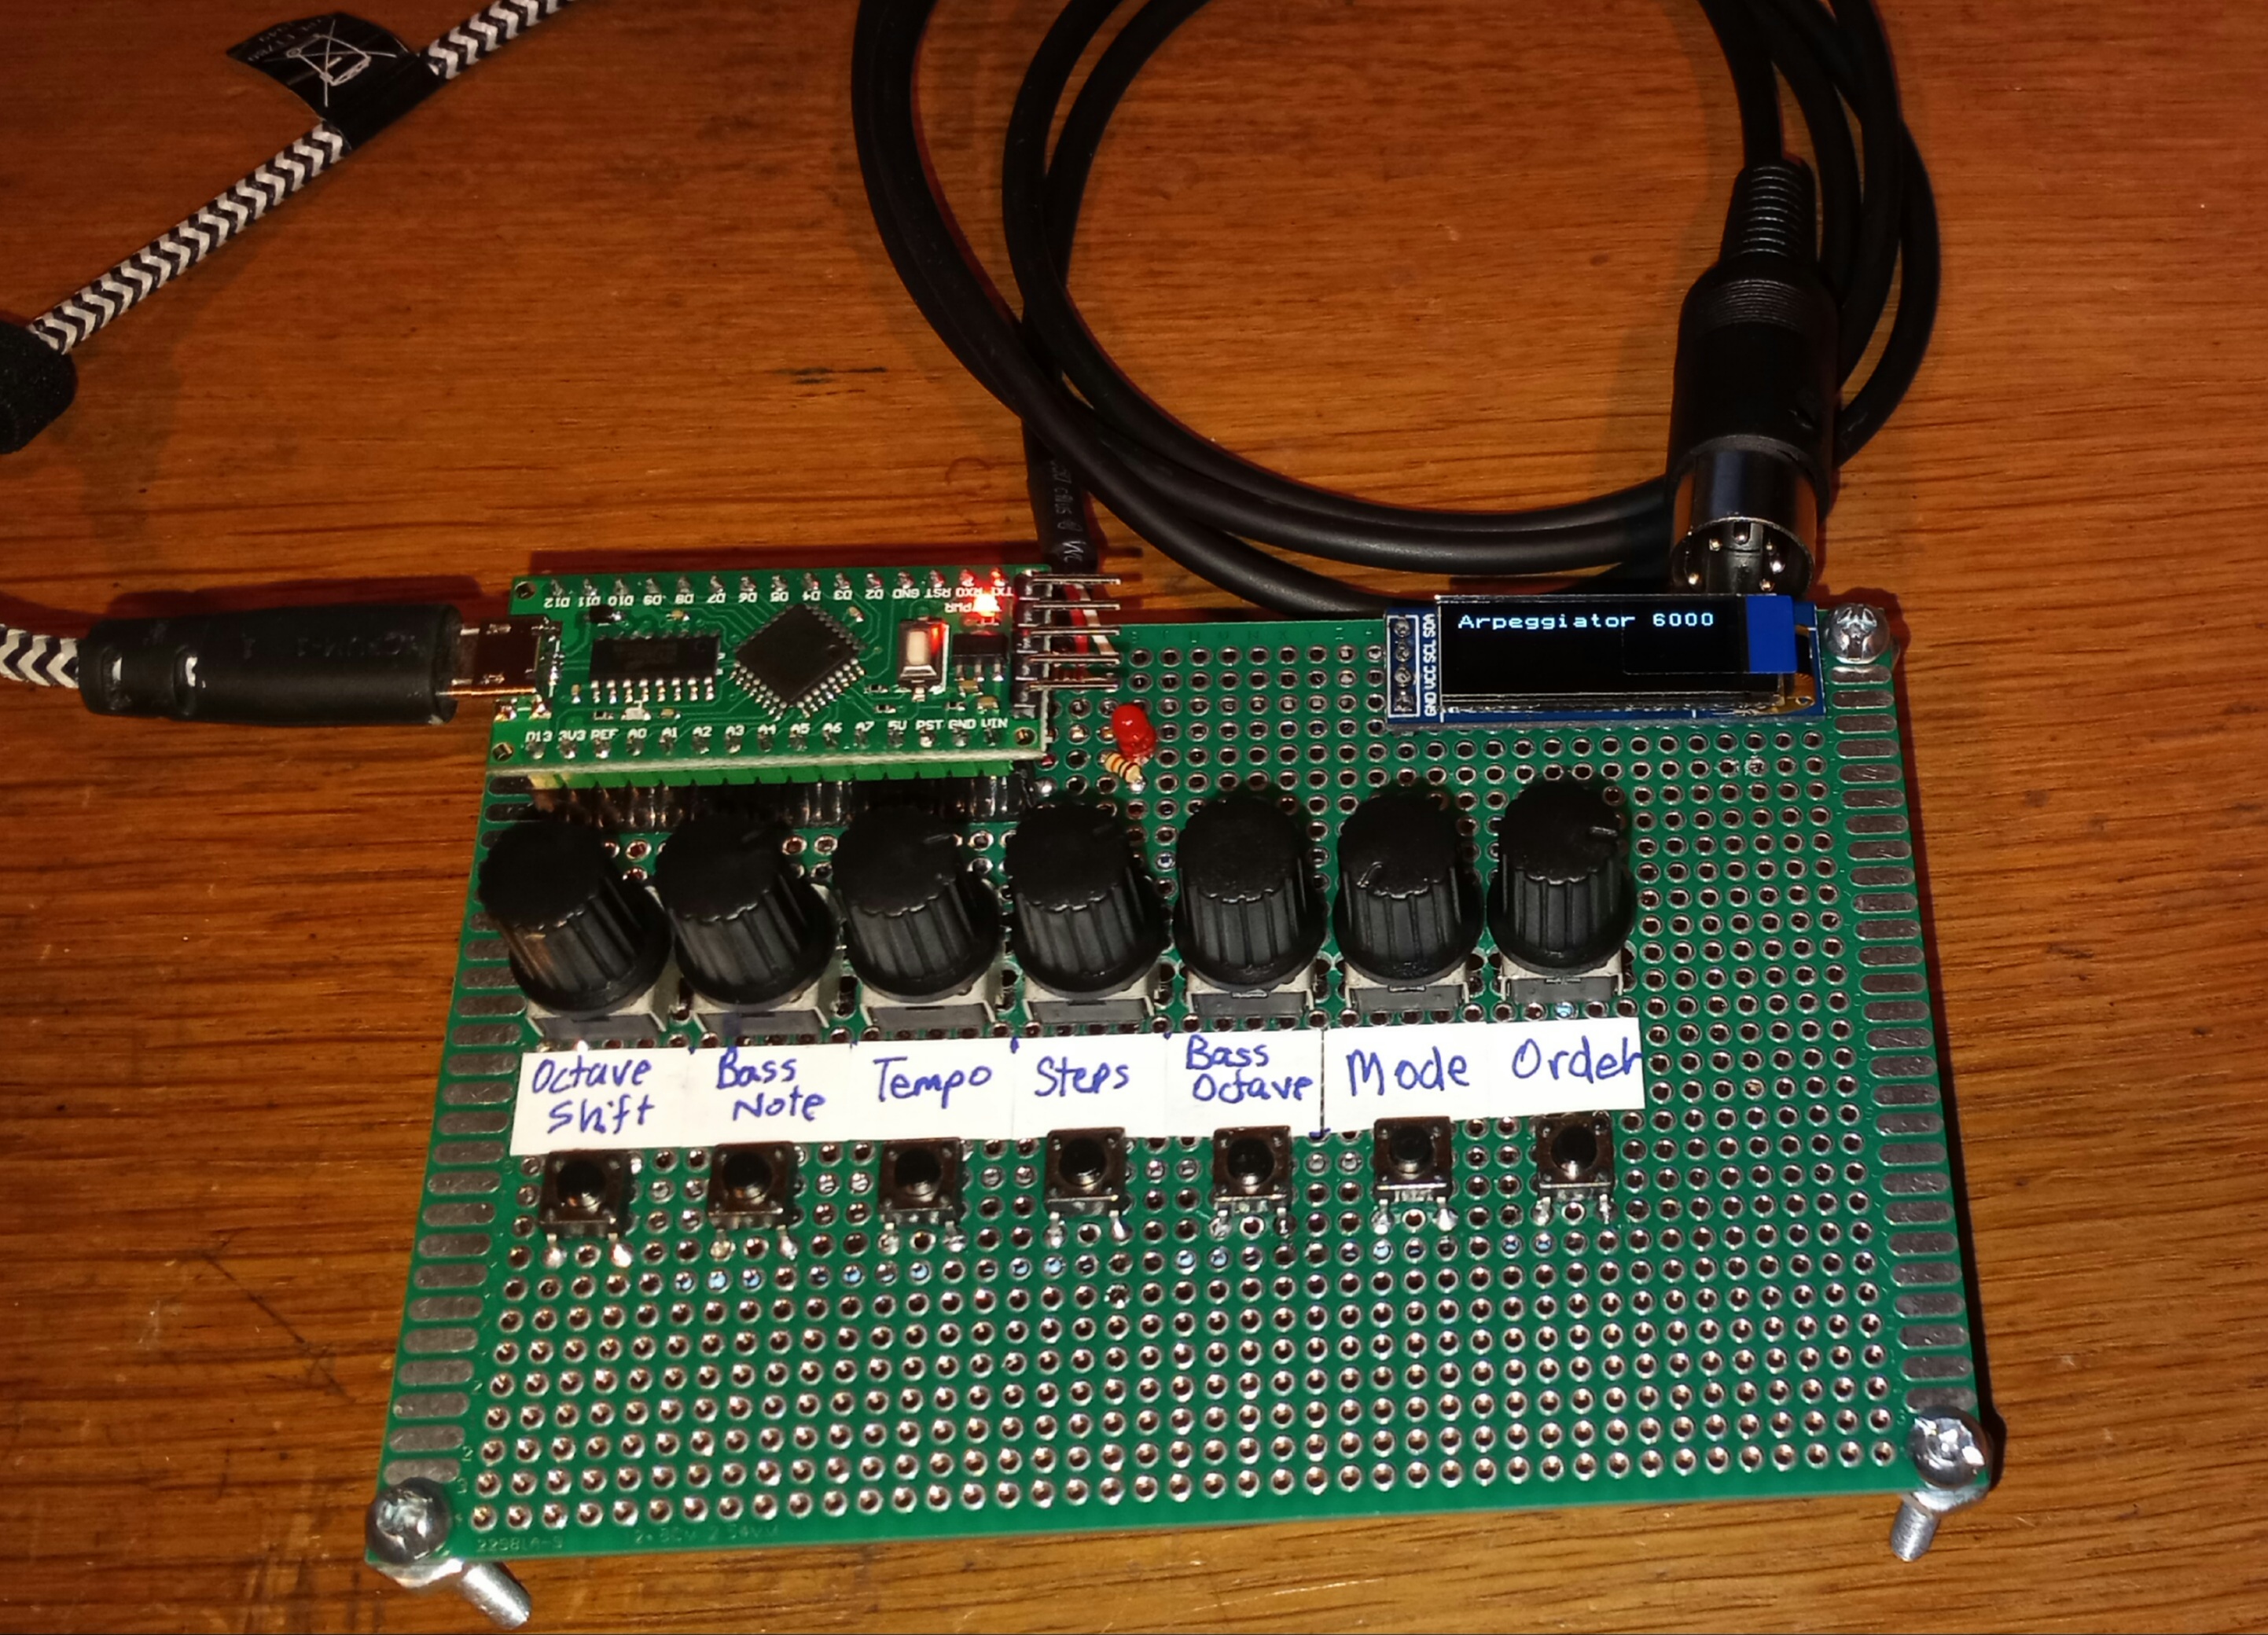 D12 D11 D10 D9 D8 D7 D6 D5 D4 D3 D2 GND RST RX0 TX1
PWR
D13 3V3 REF A0 A1 A2 A3 A4 A5 A6 A7 5V RST GND VIN
GND VCC SCL SDA
Arpeggiator 6000
Octave
Shift
Bass
Note
Tempo
Steps
Bass
Octave
Mode
Order